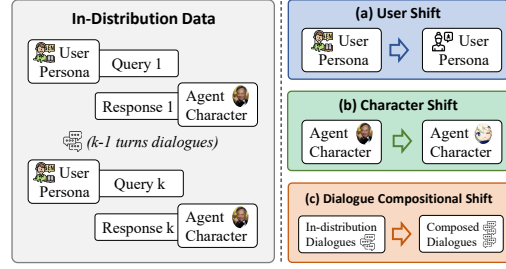 In-Distribution Data
User
Persona
Query 1
Response 1
Agent
Character
(k-1 turns dialogues)
User
Persona
Query k
Response k
Agent
Character
(a) User Shift
User
Persona
User
Persona
(b) Character Shift
Agent
Character
Agent
Character
(c) Dialogue Compositional Shift
In-distribution
Dialogues
Composed
Dialogues